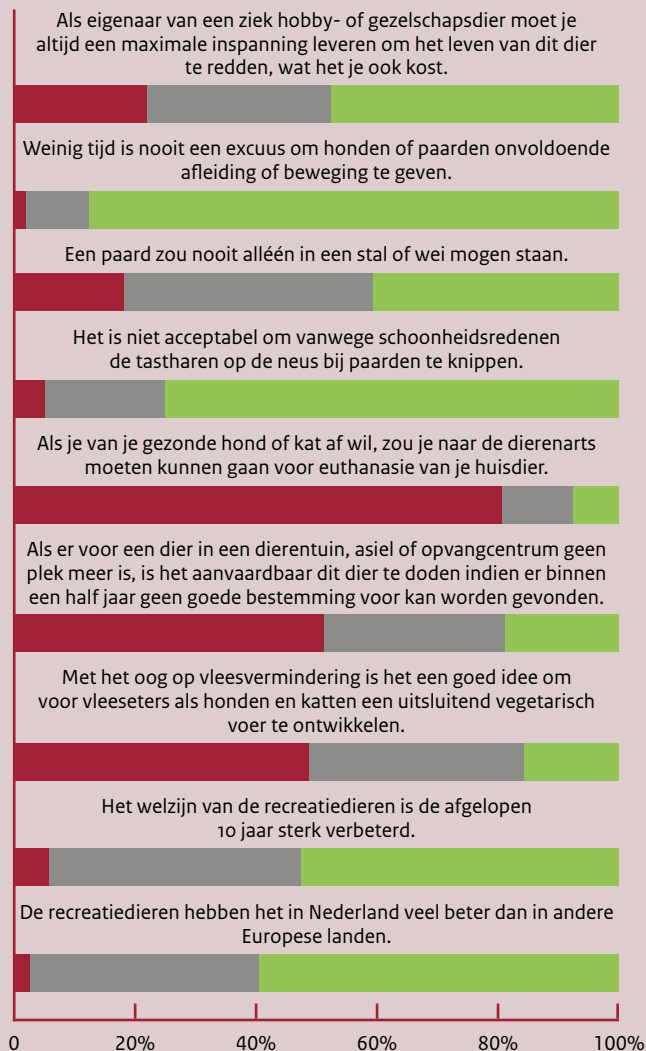 Als eigenaar van een ziek hobby- of gezelschapsdier moet je
altijd een maximale inspanning leveren om het leven van dit dier
te redden, wat het je ook kost.
Weinig tijd is nooit een excuus om honden of paarden onvoldoende
afleiding of beweging te geven.
Een paard zou nooit alléén in een stal of wei mogen staan.
Het is niet acceptabel om vanwege schoonheidsredenen
de tastharen op de neus bij paarden te knippen.
Als je van je gezonde hond of kat af wil, zou je naar de dierenarts
moeten kunnen gaan voor euthanasie van je huisdier.
Als er voor een dier in een dierentuin, asiel of opvangcentrum geen
plek meer is, is het aanvaardbaar dit dier te doden indien er binnen
een half jaar geen goede bestemming voor kan worden gevonden.
Met het oog op vleesvermindering is het een goed idee om
voor vleeseters als honden en katten een uitsluitend vegetarisch
voer te ontwikkelen.
Het welzijn van de recreatiedieren is de afgelopen
10 jaar sterk verbeterd.
De recreatiedieren hebben het in Nederland veel beter dan in andere
Europese landen.
0 20% 40% 60% 80% 100%